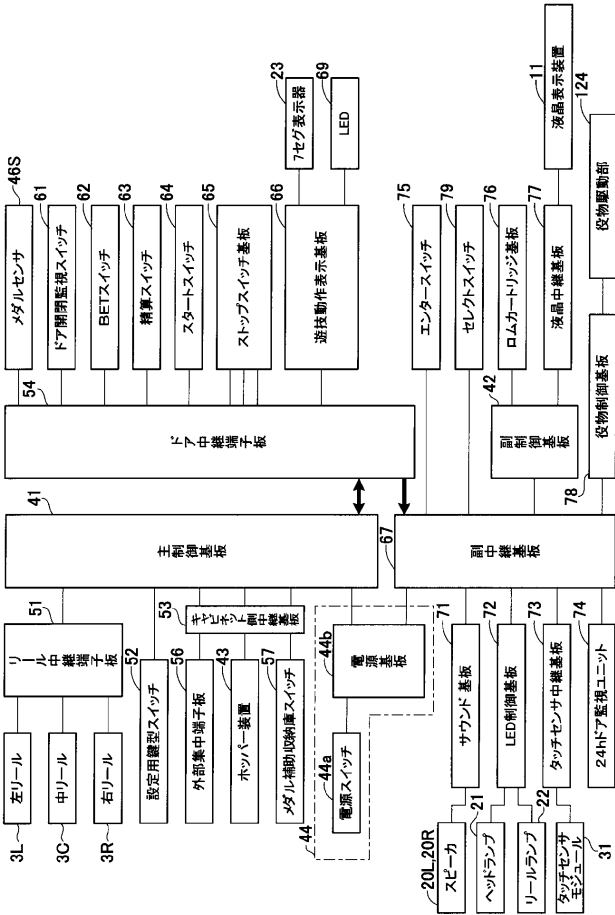 3L
左リール
3C
中リール
3R
右リール
51
リール中継端子板
52
設定用鍵型スイッチ
53
キャビネット側中継基板
56
外部集中端子板
43
ホッパー装置
57
メダル補助収納庫スイッチ
44
44a
電源スイッチ
44b
電源基板
41
主制御基板
54
ドア中継端子板
46S
メダルセンサ
61
ドア開閉監視スイッチ
62
BETスイッチ
63
精算スイッチ
64
スタートスイッチ
65
ストップスイッチ基板
66
遊技動作表示基板
23
7セグ表示器
69
LED
67
副中継基板
20L,20R
スピーカ
21
ヘッドランプ
22
リールランプ
31
タッチセンサモジュール
71
サウンド基板
72
LED制御基板
73
タッチセンサ中継基板
74
24hドア監視ユニット
75
エンタースイッチ
79
セレクトスイッチ
42
副制御基板
76
ロムカートリッジ基板
77
液晶中継基板
11
液晶表示装置
78
役物制御基板
124
役物駆動部